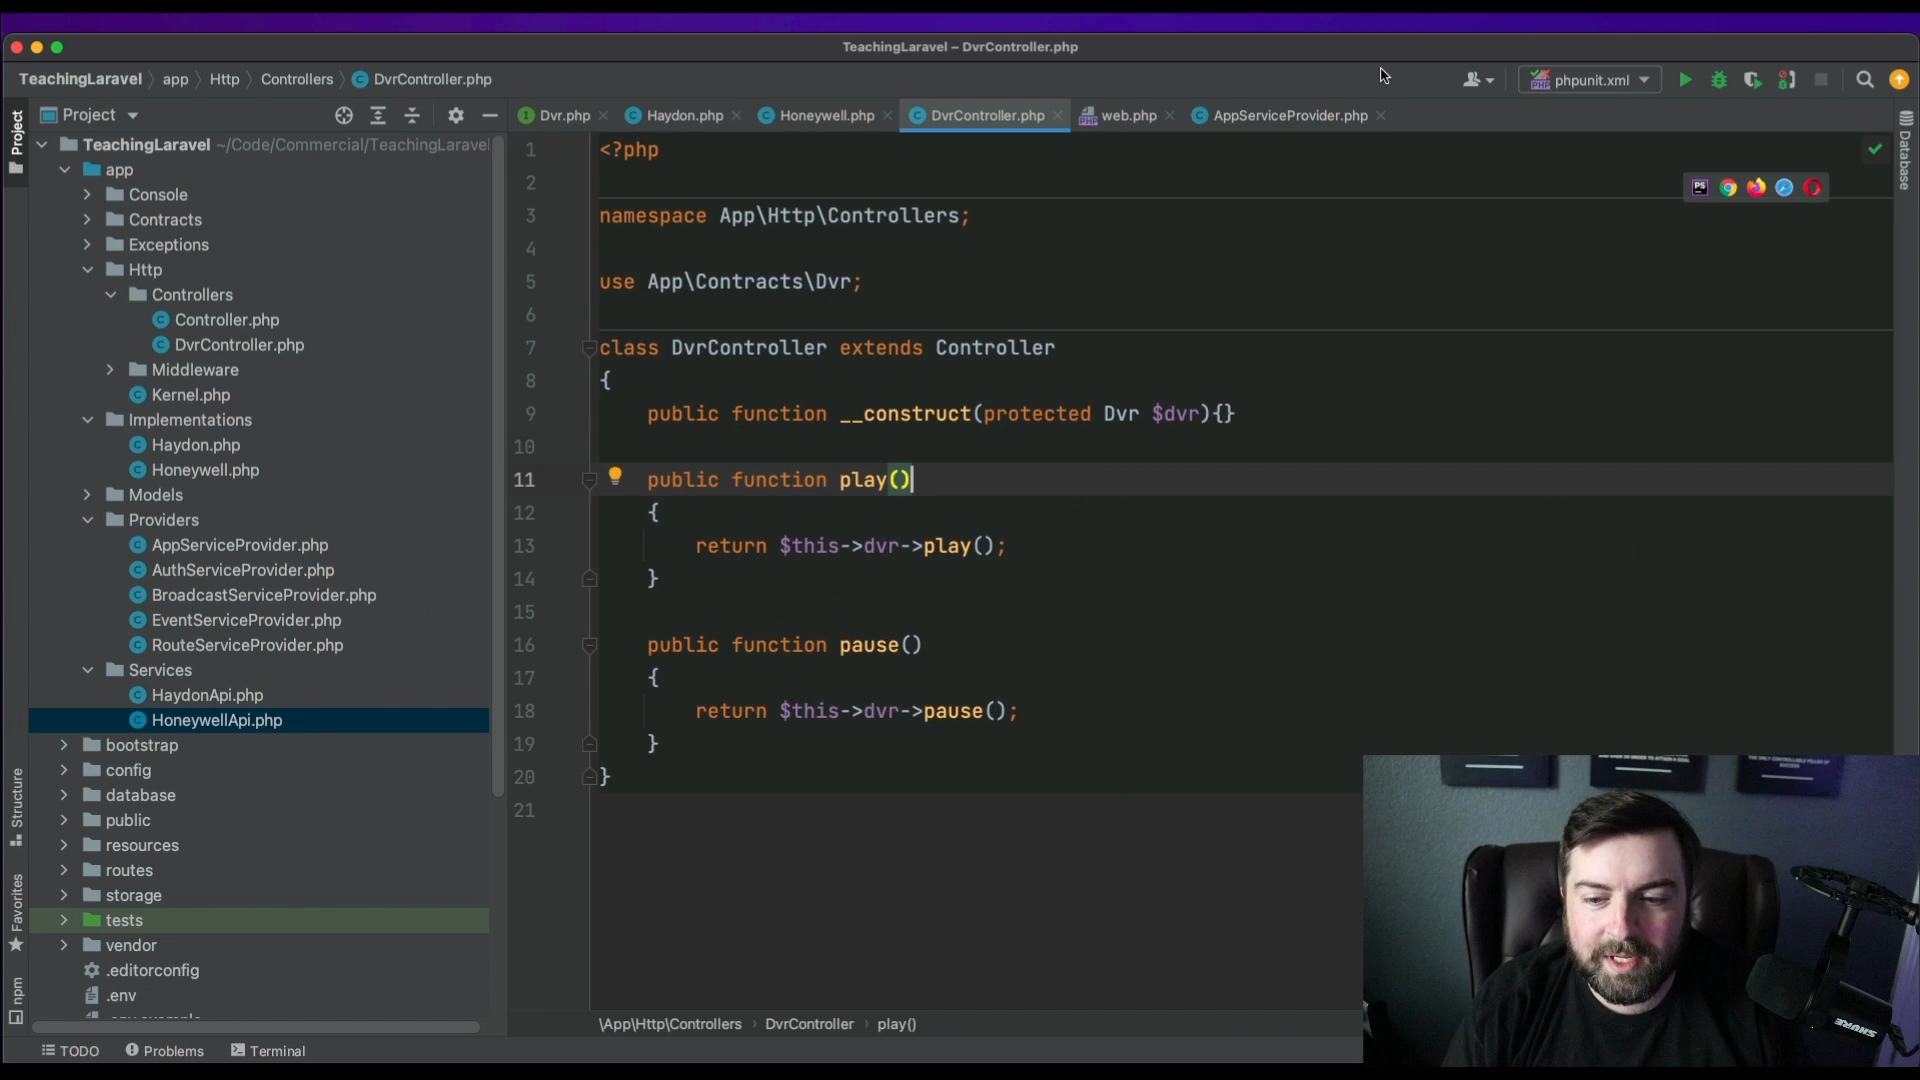 TeachingLaravel – DvrController.php
TeachingLaravel app Http Controllers DvrController.php
phpunit.xml
Project
Dvr.php Haydon.php Honeywell.php DvrController.php web.php AppServiceProvider.php
Project
Structure
Favorites
npm
Database
TeachingLaravel ~/Code/Commercial/TeachingLaravel
app
Console
Contracts
Exceptions
Http
Controllers
Controller.php
DvrController.php
Middleware
Kernel.php
Implementations
Haydon.php
Honeywell.php
Models
Providers
AppServiceProvider.php
AuthServiceProvider.php
BroadcastServiceProvider.php
EventServiceProvider.php
RouteServiceProvider.php
Services
HaydonApi.php
HoneywellApi.php
bootstrap
config
database
public
resources
routes
storage
tests
vendor
.editorconfig
.env
1 <?php
2
3 namespace App\Http\Controllers;
4
5 use App\Contracts\Dvr;
6
7 class DvrController extends Controller
8 {
9 public function __construct(protected Dvr $dvr){}
10
11 public function play()
12 {
13 return $this->dvr->play();
14 }
15
16 public function pause()
17 {
18 return $this->dvr->pause();
19 }
20 }
21
PS
\App\Http\Controllers DvrController play()
TODO Problems Terminal
SHURE